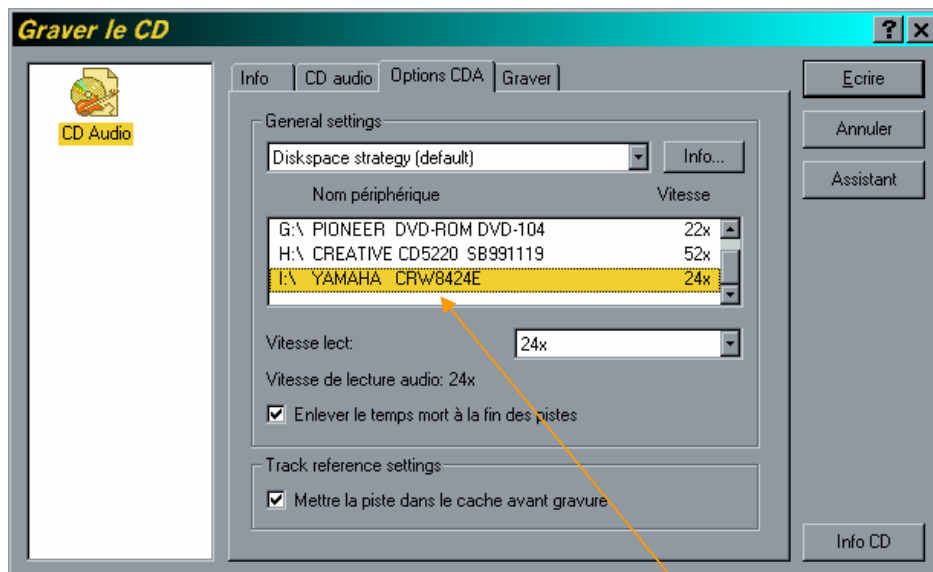 Graver le CD
CD Audio
Info CD audio Options CDA Graver
General settings
Diskspace strategy (default) Info...
Nom périphérique Vitesse
G:\ PIONEER DVD-ROM DVD-104 22x
H:\ CREATIVE CD5220 SB991119 52x
I:\ YAMAHA CRW8424E 24x
Vitesse lect: 24x
Vitesse de lecture audio: 24x
Enlever le temps mort à la fin des pistes
Track reference settings
Mettre la piste dans le cache avant gravure
Ecrire
Annuler
Assistant
Info CD